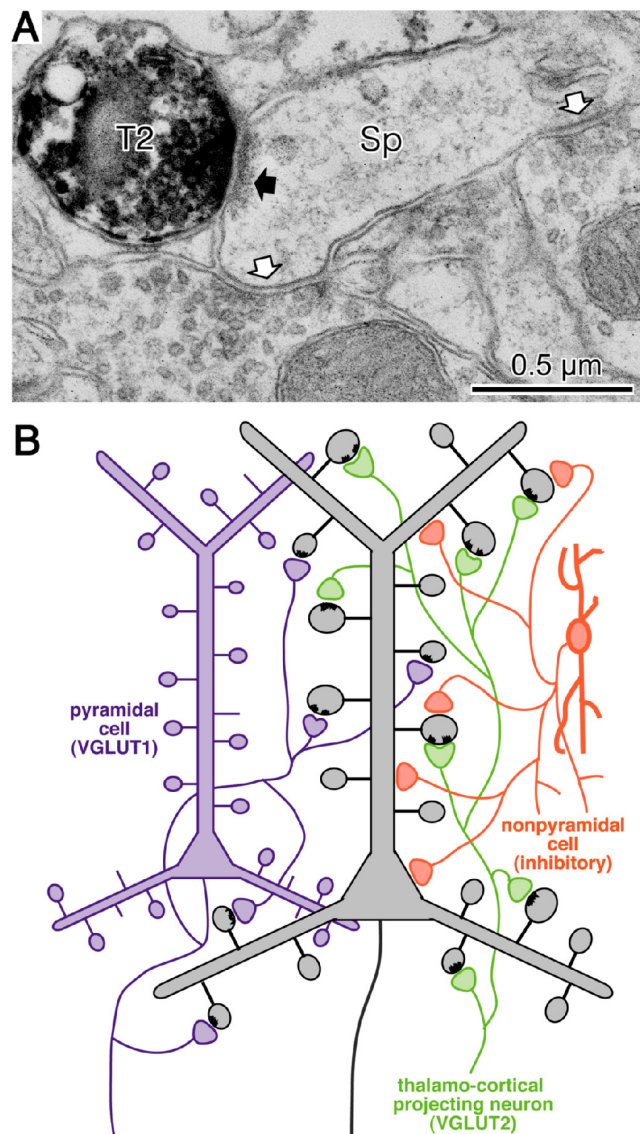 A
T2
Sp
0.5 µm
B
pyramidal
cell
(VGLUT1)
nonpyramidal
cell
(inhibitory)
thalamo-cortical
projecting neuron
(VGLUT2)